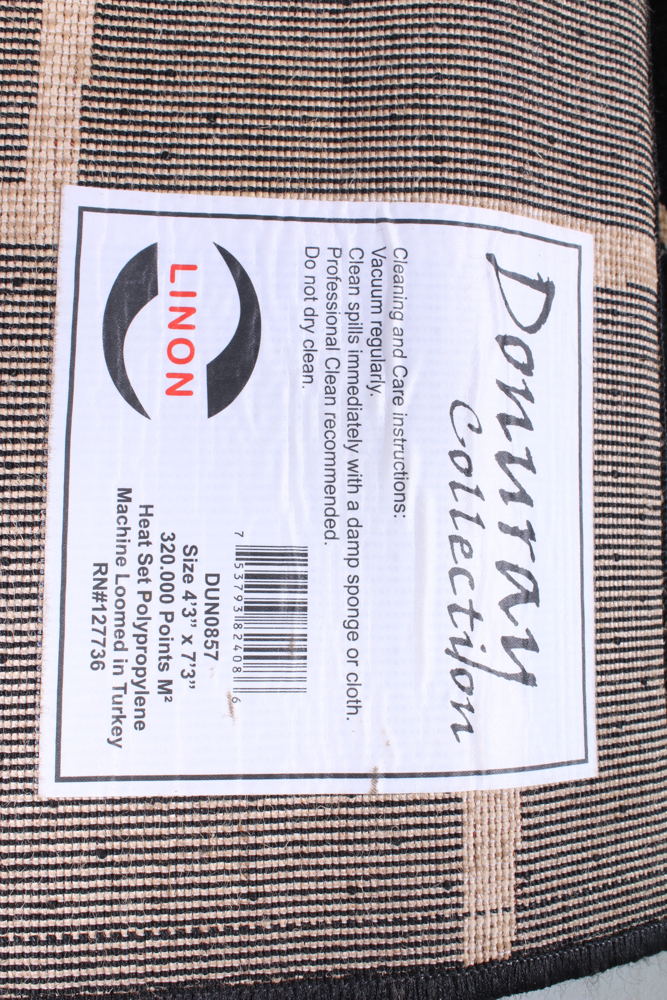 Donuray
Collection
Cleaning and Care instructions:
Vacuum regularly.
Clean spills immediately with a damp sponge or cloth.
Professional Clean recommended.
Do not dry clean.
LINON
7 53793 82408 6
DUN0857
Size 4'3" x 7'3"
320.000 Points M²
Heat Set Polypropylene
Machine Loomed in Turkey
RN#127736